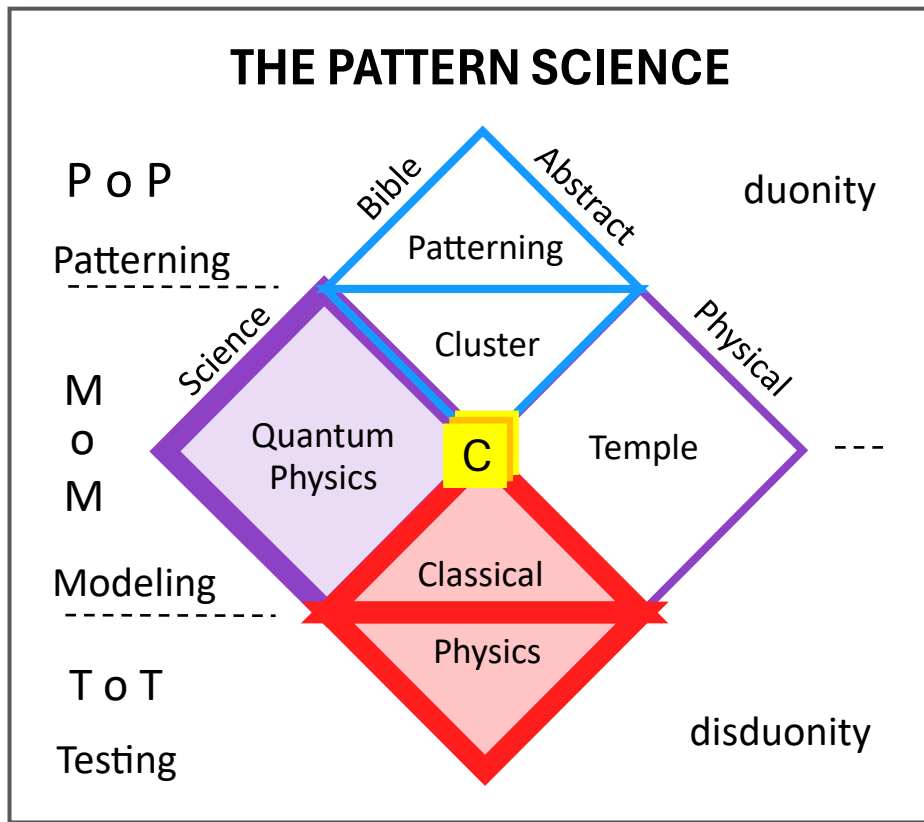 THE PATTERN SCIENCE
P o P
Bible
Abstract
duonity
Patterning
Patterning
Science
Cluster
Physical
M
o
M
Quantum
Physics
C
Temple
Modeling
Classical
Physics
T o T
Testing
disduonity